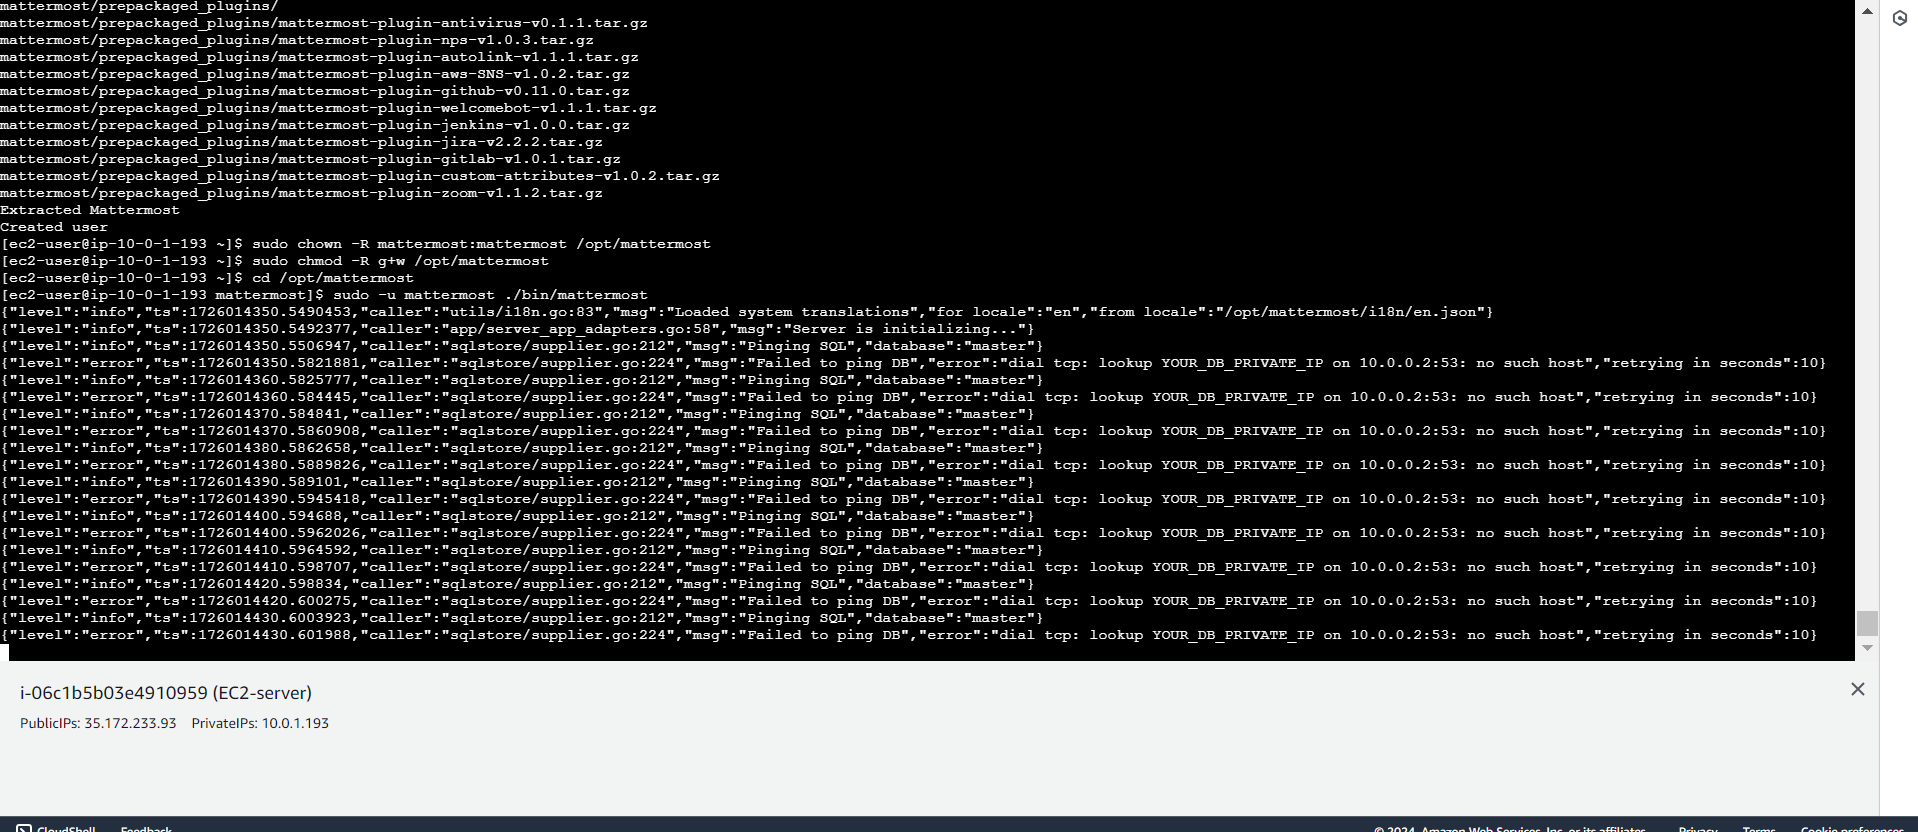 mattermost/prepackaged_plugins/
mattermost/prepackaged_plugins/mattermost-plugin-antivirus-v0.1.1.tar.gz
mattermost/prepackaged_plugins/mattermost-plugin-nps-v1.0.3.tar.gz
mattermost/prepackaged_plugins/mattermost-plugin-autolink-v1.1.1.tar.gz
mattermost/prepackaged_plugins/mattermost-plugin-aws-SNS-v1.0.2.tar.gz
mattermost/prepackaged_plugins/mattermost-plugin-github-v0.11.0.tar.gz
mattermost/prepackaged_plugins/mattermost-plugin-welcomebot-v1.1.1.tar.gz
mattermost/prepackaged_plugins/mattermost-plugin-jenkins-v1.0.0.tar.gz
mattermost/prepackaged_plugins/mattermost-plugin-jira-v2.2.2.tar.gz
mattermost/prepackaged_plugins/mattermost-plugin-gitlab-v1.0.1.tar.gz
mattermost/prepackaged_plugins/mattermost-plugin-custom-attributes-v1.0.2.tar.gz
mattermost/prepackaged_plugins/mattermost-plugin-zoom-v1.1.2.tar.gz
Extracted Mattermost
Created user
[ec2-user@ip-10-0-1-193 ~]$ sudo chown -R mattermost:mattermost /opt/mattermost
[ec2-user@ip-10-0-1-193 ~]$ sudo chmod -R g+w /opt/mattermost
[ec2-user@ip-10-0-1-193 ~]$ cd /opt/mattermost
[ec2-user@ip-10-0-1-193 mattermost]$ sudo -u mattermost ./bin/mattermost
{"level":"info","ts":1726014350.5490453,"caller":"utils/i18n.go:83","msg":"Loaded system translations","for locale":"en","from locale":"/opt/mattermost/i18n/en.json"}
{"level":"info","ts":1726014350.5492377,"caller":"app/server_app_adapters.go:58","msg":"Server is initializing..."}
{"level":"info","ts":1726014350.5506947,"caller":"sqlstore/supplier.go:212","msg":"Pinging SQL","database":"master"}
{"level":"error","ts":1726014350.5821881,"caller":"sqlstore/supplier.go:224","msg":"Failed to ping DB","error":"dial tcp: lookup YOUR_DB_PRIVATE_IP on 10.0.0.2:53: no such host","retrying in seconds":10}
{"level":"info","ts":1726014360.5825777,"caller":"sqlstore/supplier.go:212","msg":"Pinging SQL","database":"master"}
{"level":"error","ts":1726014360.584445,"caller":"sqlstore/supplier.go:224","msg":"Failed to ping DB","error":"dial tcp: lookup YOUR_DB_PRIVATE_IP on 10.0.0.2:53: no such host","retrying in seconds":10}
{"level":"info","ts":1726014370.584841,"caller":"sqlstore/supplier.go:212","msg":"Pinging SQL","database":"master"}
{"level":"error","ts":1726014370.5860908,"caller":"sqlstore/supplier.go:224","msg":"Failed to ping DB","error":"dial tcp: lookup YOUR_DB_PRIVATE_IP on 10.0.0.2:53: no such host","retrying in seconds":10}
{"level":"info","ts":1726014380.5862658,"caller":"sqlstore/supplier.go:212","msg":"Pinging SQL","database":"master"}
{"level":"error","ts":1726014380.5889826,"caller":"sqlstore/supplier.go:224","msg":"Failed to ping DB","error":"dial tcp: lookup YOUR_DB_PRIVATE_IP on 10.0.0.2:53: no such host","retrying in seconds":10}
{"level":"info","ts":1726014390.589101,"caller":"sqlstore/supplier.go:212","msg":"Pinging SQL","database":"master"}
{"level":"error","ts":1726014390.5945418,"caller":"sqlstore/supplier.go:224","msg":"Failed to ping DB","error":"dial tcp: lookup YOUR_DB_PRIVATE_IP on 10.0.0.2:53: no such host","retrying in seconds":10}
{"level":"info","ts":1726014400.594688,"caller":"sqlstore/supplier.go:212","msg":"Pinging SQL","database":"master"}
{"level":"error","ts":1726014400.5962026,"caller":"sqlstore/supplier.go:224","msg":"Failed to ping DB","error":"dial tcp: lookup YOUR_DB_PRIVATE_IP on 10.0.0.2:53: no such host","retrying in seconds":10}
{"level":"info","ts":1726014410.5964592,"caller":"sqlstore/supplier.go:212","msg":"Pinging SQL","database":"master"}
{"level":"error","ts":1726014410.598707,"caller":"sqlstore/supplier.go:224","msg":"Failed to ping DB","error":"dial tcp: lookup YOUR_DB_PRIVATE_IP on 10.0.0.2:53: no such host","retrying in seconds":10}
{"level":"info","ts":1726014420.598834,"caller":"sqlstore/supplier.go:212","msg":"Pinging SQL","database":"master"}
{"level":"error","ts":1726014420.600275,"caller":"sqlstore/supplier.go:224","msg":"Failed to ping DB","error":"dial tcp: lookup YOUR_DB_PRIVATE_IP on 10.0.0.2:53: no such host","retrying in seconds":10}
{"level":"info","ts":1726014430.6003923,"caller":"sqlstore/supplier.go:212","msg":"Pinging SQL","database":"master"}
{"level":"error","ts":1726014430.601988,"caller":"sqlstore/supplier.go:224","msg":"Failed to ping DB","error":"dial tcp: lookup YOUR_DB_PRIVATE_IP on 10.0.0.2:53: no such host","retrying in seconds":10}
i-06c1b5b03e4910959 (EC2-server)
PublicIPs: 35.172.233.93 PrivateIPs: 10.0.1.193
CloudShell Feedback © 2024, Amazon Web Services, Inc. or its affiliates. Privacy Terms Cookie preferences